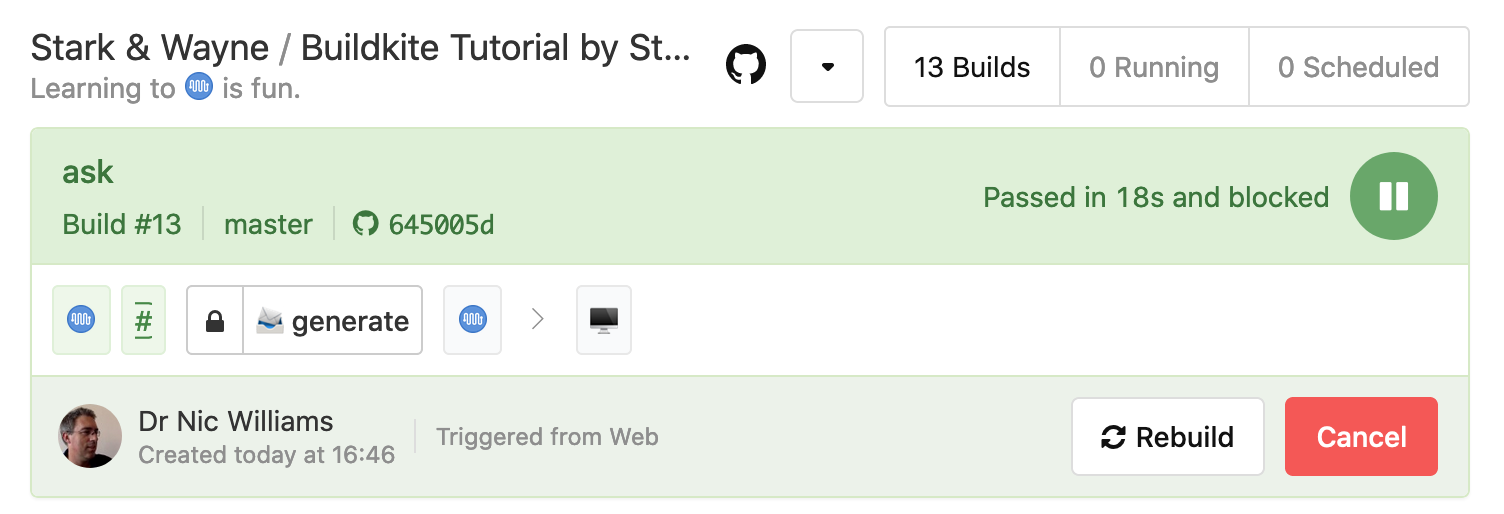 Stark & Wayne / Buildkite Tutorial by St...
Learning to is fun.
13 Builds
0 Running
0 Scheduled
ask
Build #13
master
645005d
Passed in 18s and blocked
#
generate
Dr Nic Williams
Created today at 16:46
Triggered from Web
Rebuild
Cancel